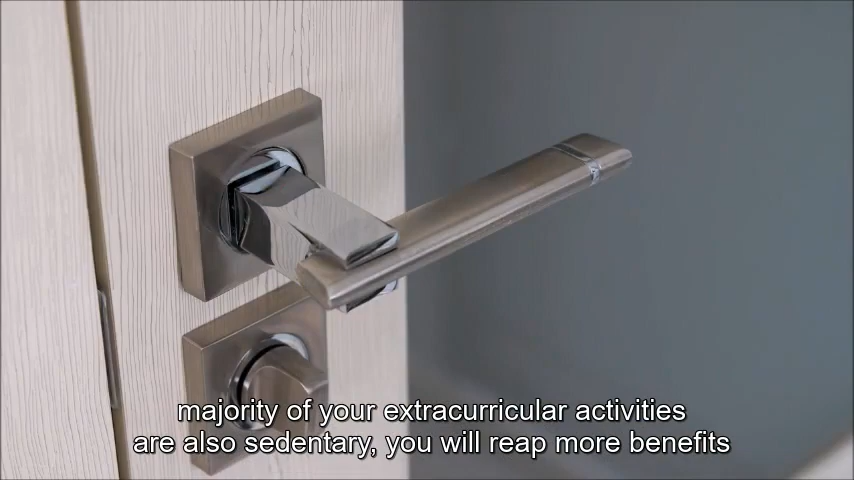 majority of your extracurricular activities
are also sedentary, you will reap more benefits